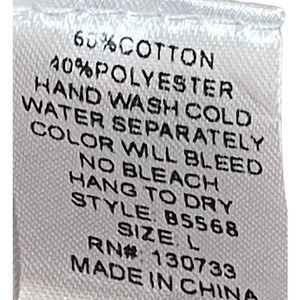 60%COTTON
40%POLYESTER
HAND WASH COLD
WATER SEPARATELY
COLOR WILL BLEED
NO BLEACH
HANG TO DRY
STYLE: B5568
SIZE: L
RN#: 130733
MADE IN CHINA